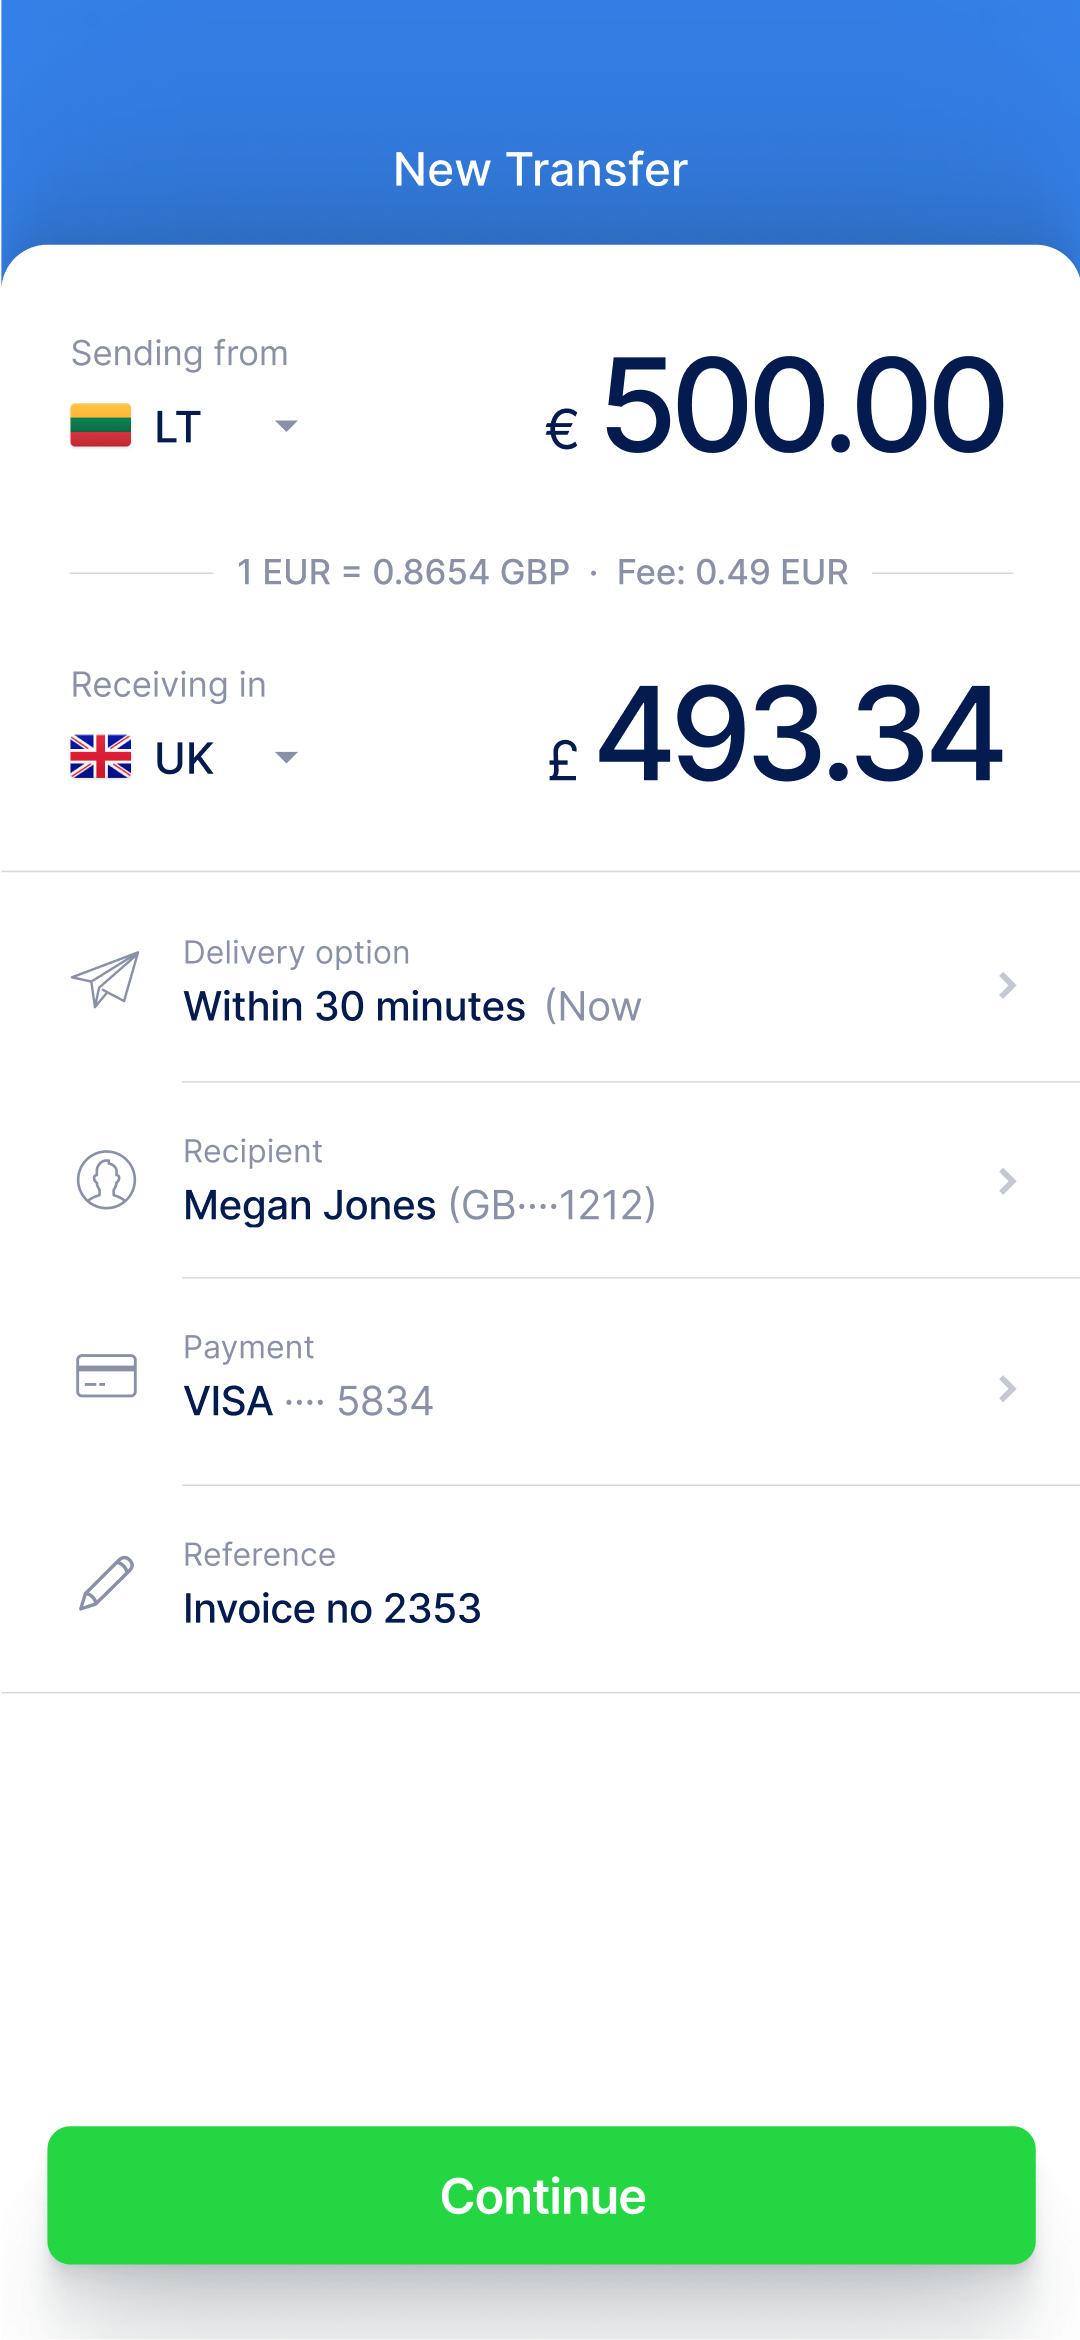 New Transfer
Sending from
LT
€ 500.00
1 EUR = 0.8654 GBP · Fee: 0.49 EUR
Receiving in
UK
£ 493.34
Delivery option
Within 30 minutes (Now
Recipient
Megan Jones (GB····1212)
Payment
VISA ···· 5834
Reference
Invoice no 2353
Continue